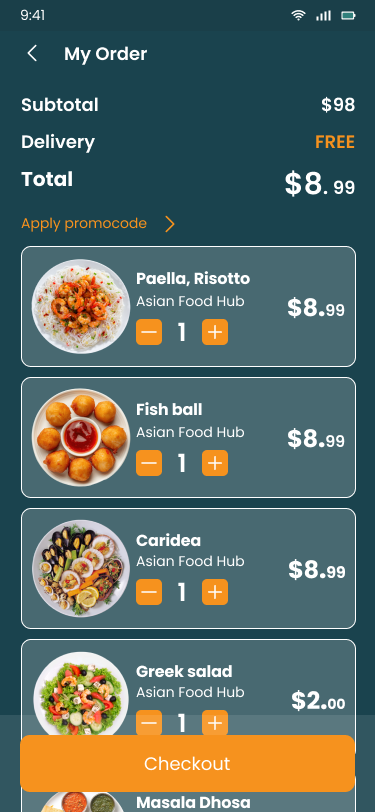 9:41
My Order
Subtotal $98
Delivery FREE
Total $8. 99
Apply promocode
Paella, Risotto
Asian Food Hub
$8.99
1
Fish ball
Asian Food Hub
$8.99
1
Caridea
Asian Food Hub
$8.99
1
Greek salad
Asian Food Hub
$2.00
1
Checkout
Masala Dhosa